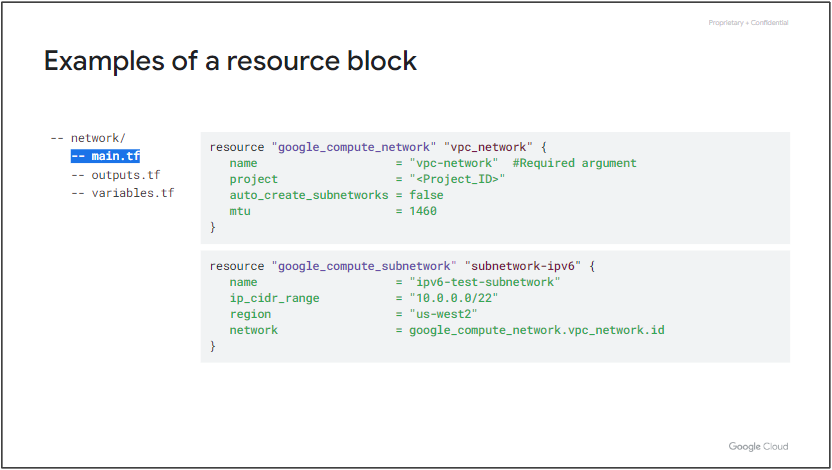 Proprietary + Confidential
Examples of a resource block
-- network/
-- main.tf
-- outputs.tf
-- variables.tf
resource "google_compute_network" "vpc_network" {
name = "vpc-network" #Required argument
project = "<Project_ID>"
auto_create_subnetworks = false
mtu = 1460
}
resource "google_compute_subnetwork" "subnetwork-ipv6" {
name = "ipv6-test-subnetwork"
ip_cidr_range = "10.0.0.0/22"
region = "us-west2"
network = google_compute_network.vpc_network.id
}
Google Cloud